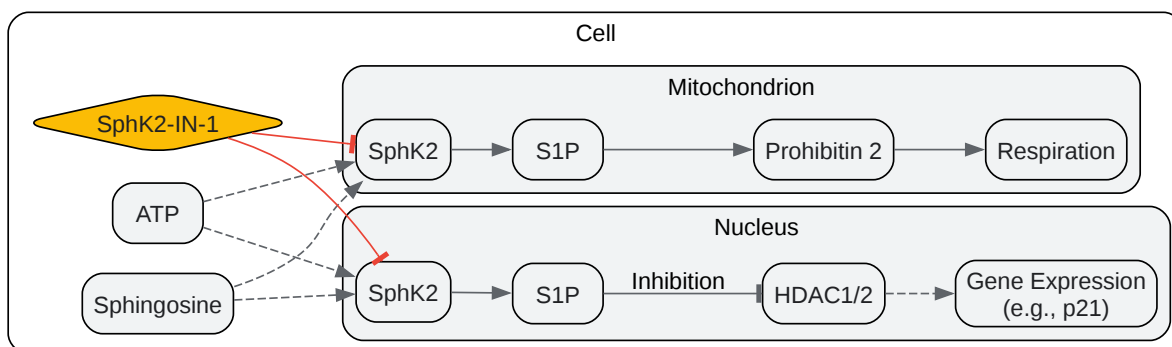 Cell
Mitochondrion
SphK2-IN-1
SphK2
S1P
Prohibitin 2
Respiration
ATP
Nucleus
Sphingosine
SphK2
S1P
Inhibition
HDAC1/2
Gene Expression
(e.g., p21)